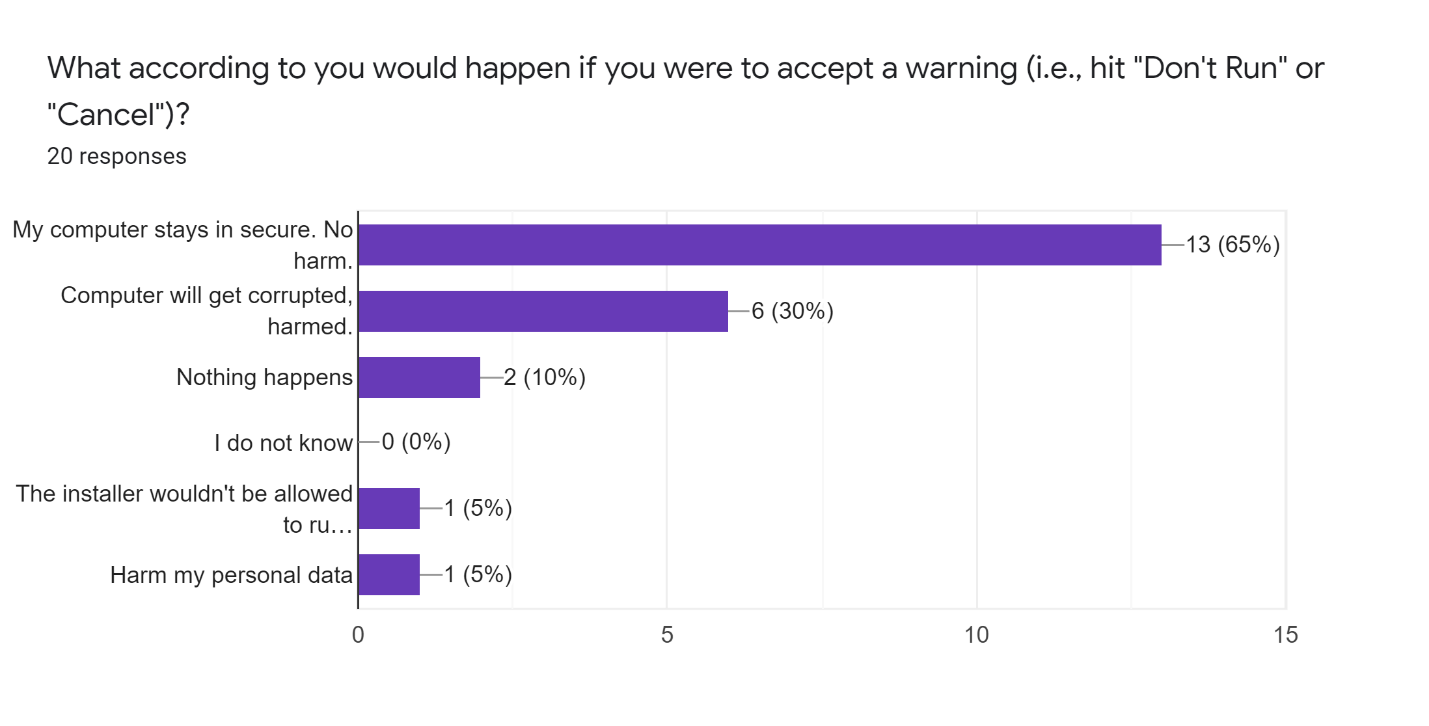 What according to you would happen if you were to accept a warning (i.e., hit "Don't Run" or
"Cancel")?
20 responses
My computer stays in secure. No
harm.
13 (65%)
Computer will get corrupted,
harmed.
6 (30%)
Nothing happens
2 (10%)
I do not know
0 (0%)
The installer wouldn't be allowed
to ru…
1 (5%)
Harm my personal data
1 (5%)
0 5 10 15